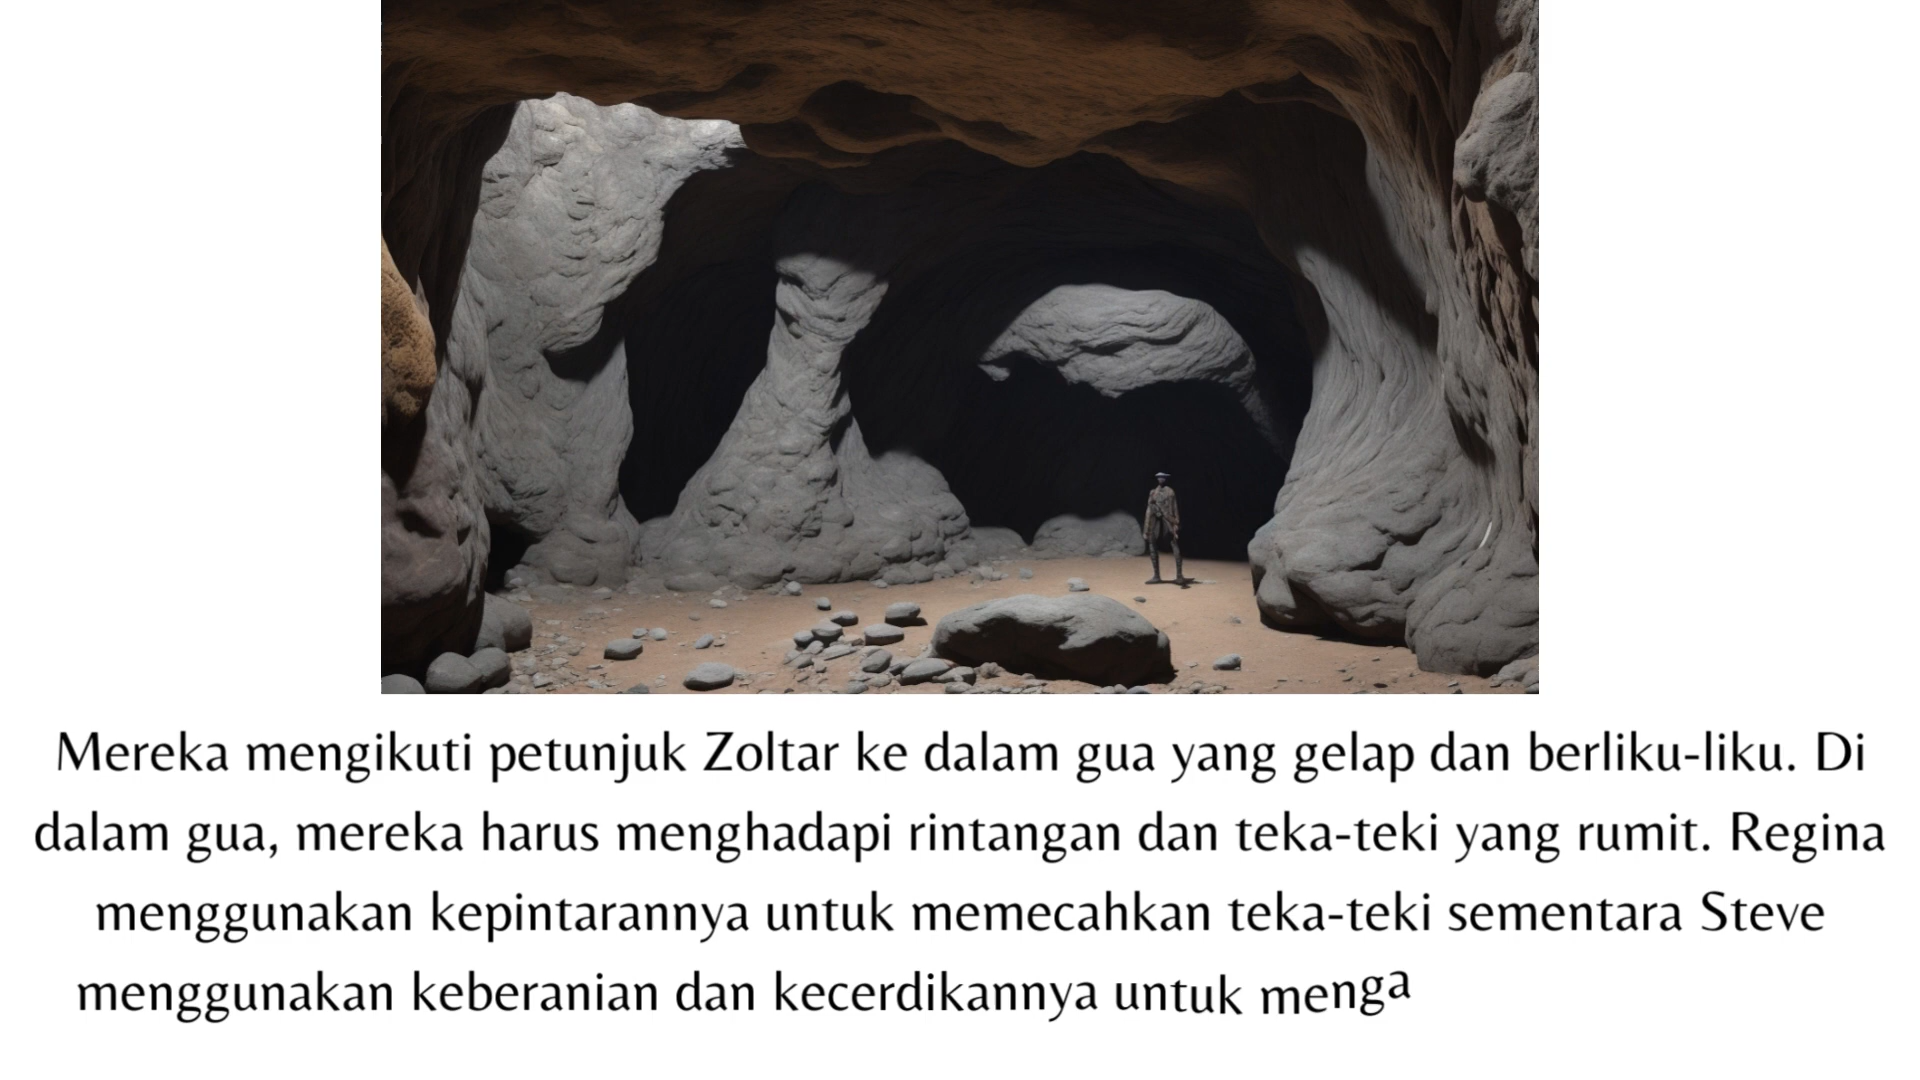 Mereka mengikuti petunjuk Zoltar ke dalam gua yang gelap dan berliku-liku. Di
dalam gua, mereka harus menghadapi rintangan dan teka-teki yang rumit. Regina
menggunakan kepintarannya untuk memecahkan teka-teki sementara Steve
menggunakan keberanian dan kecerdikannya untuk menga